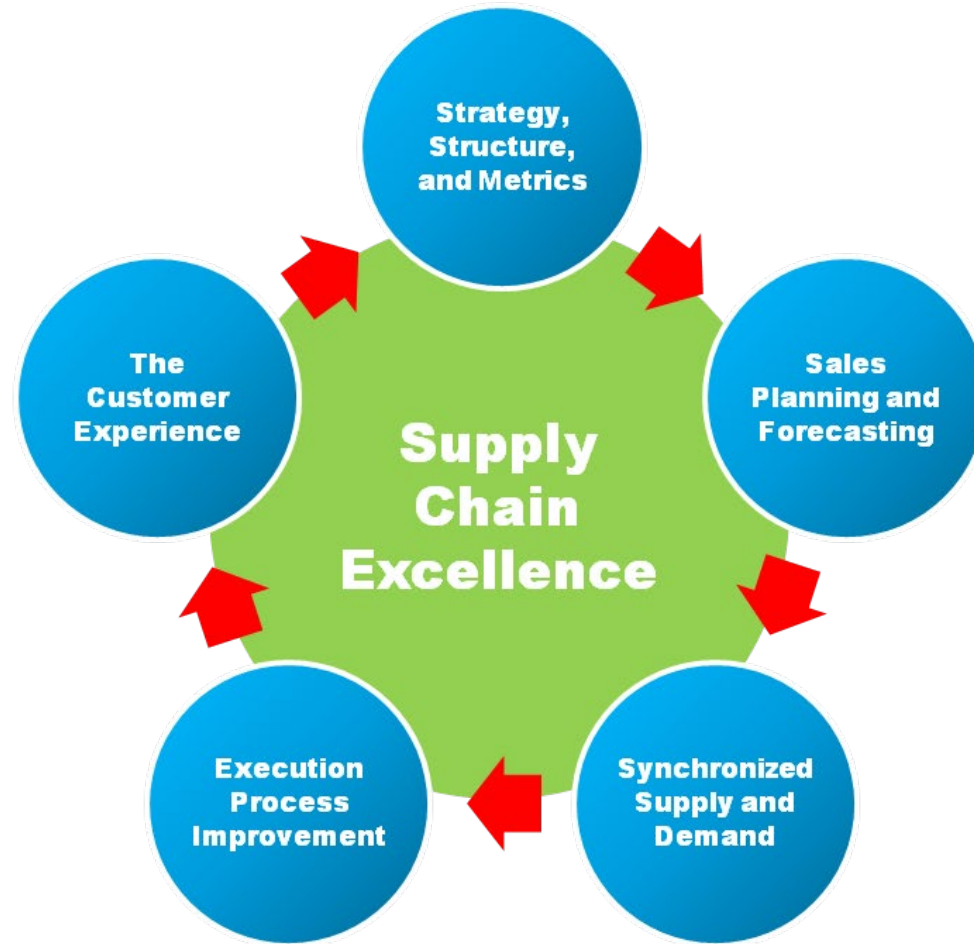 Strategy,
Structure,
and Metrics
Sales
Planning and
Forecasting
Synchronized
Supply and
Demand
Execution
Process
Improvement
The
Customer
Experience
Supply
Chain
Excellence